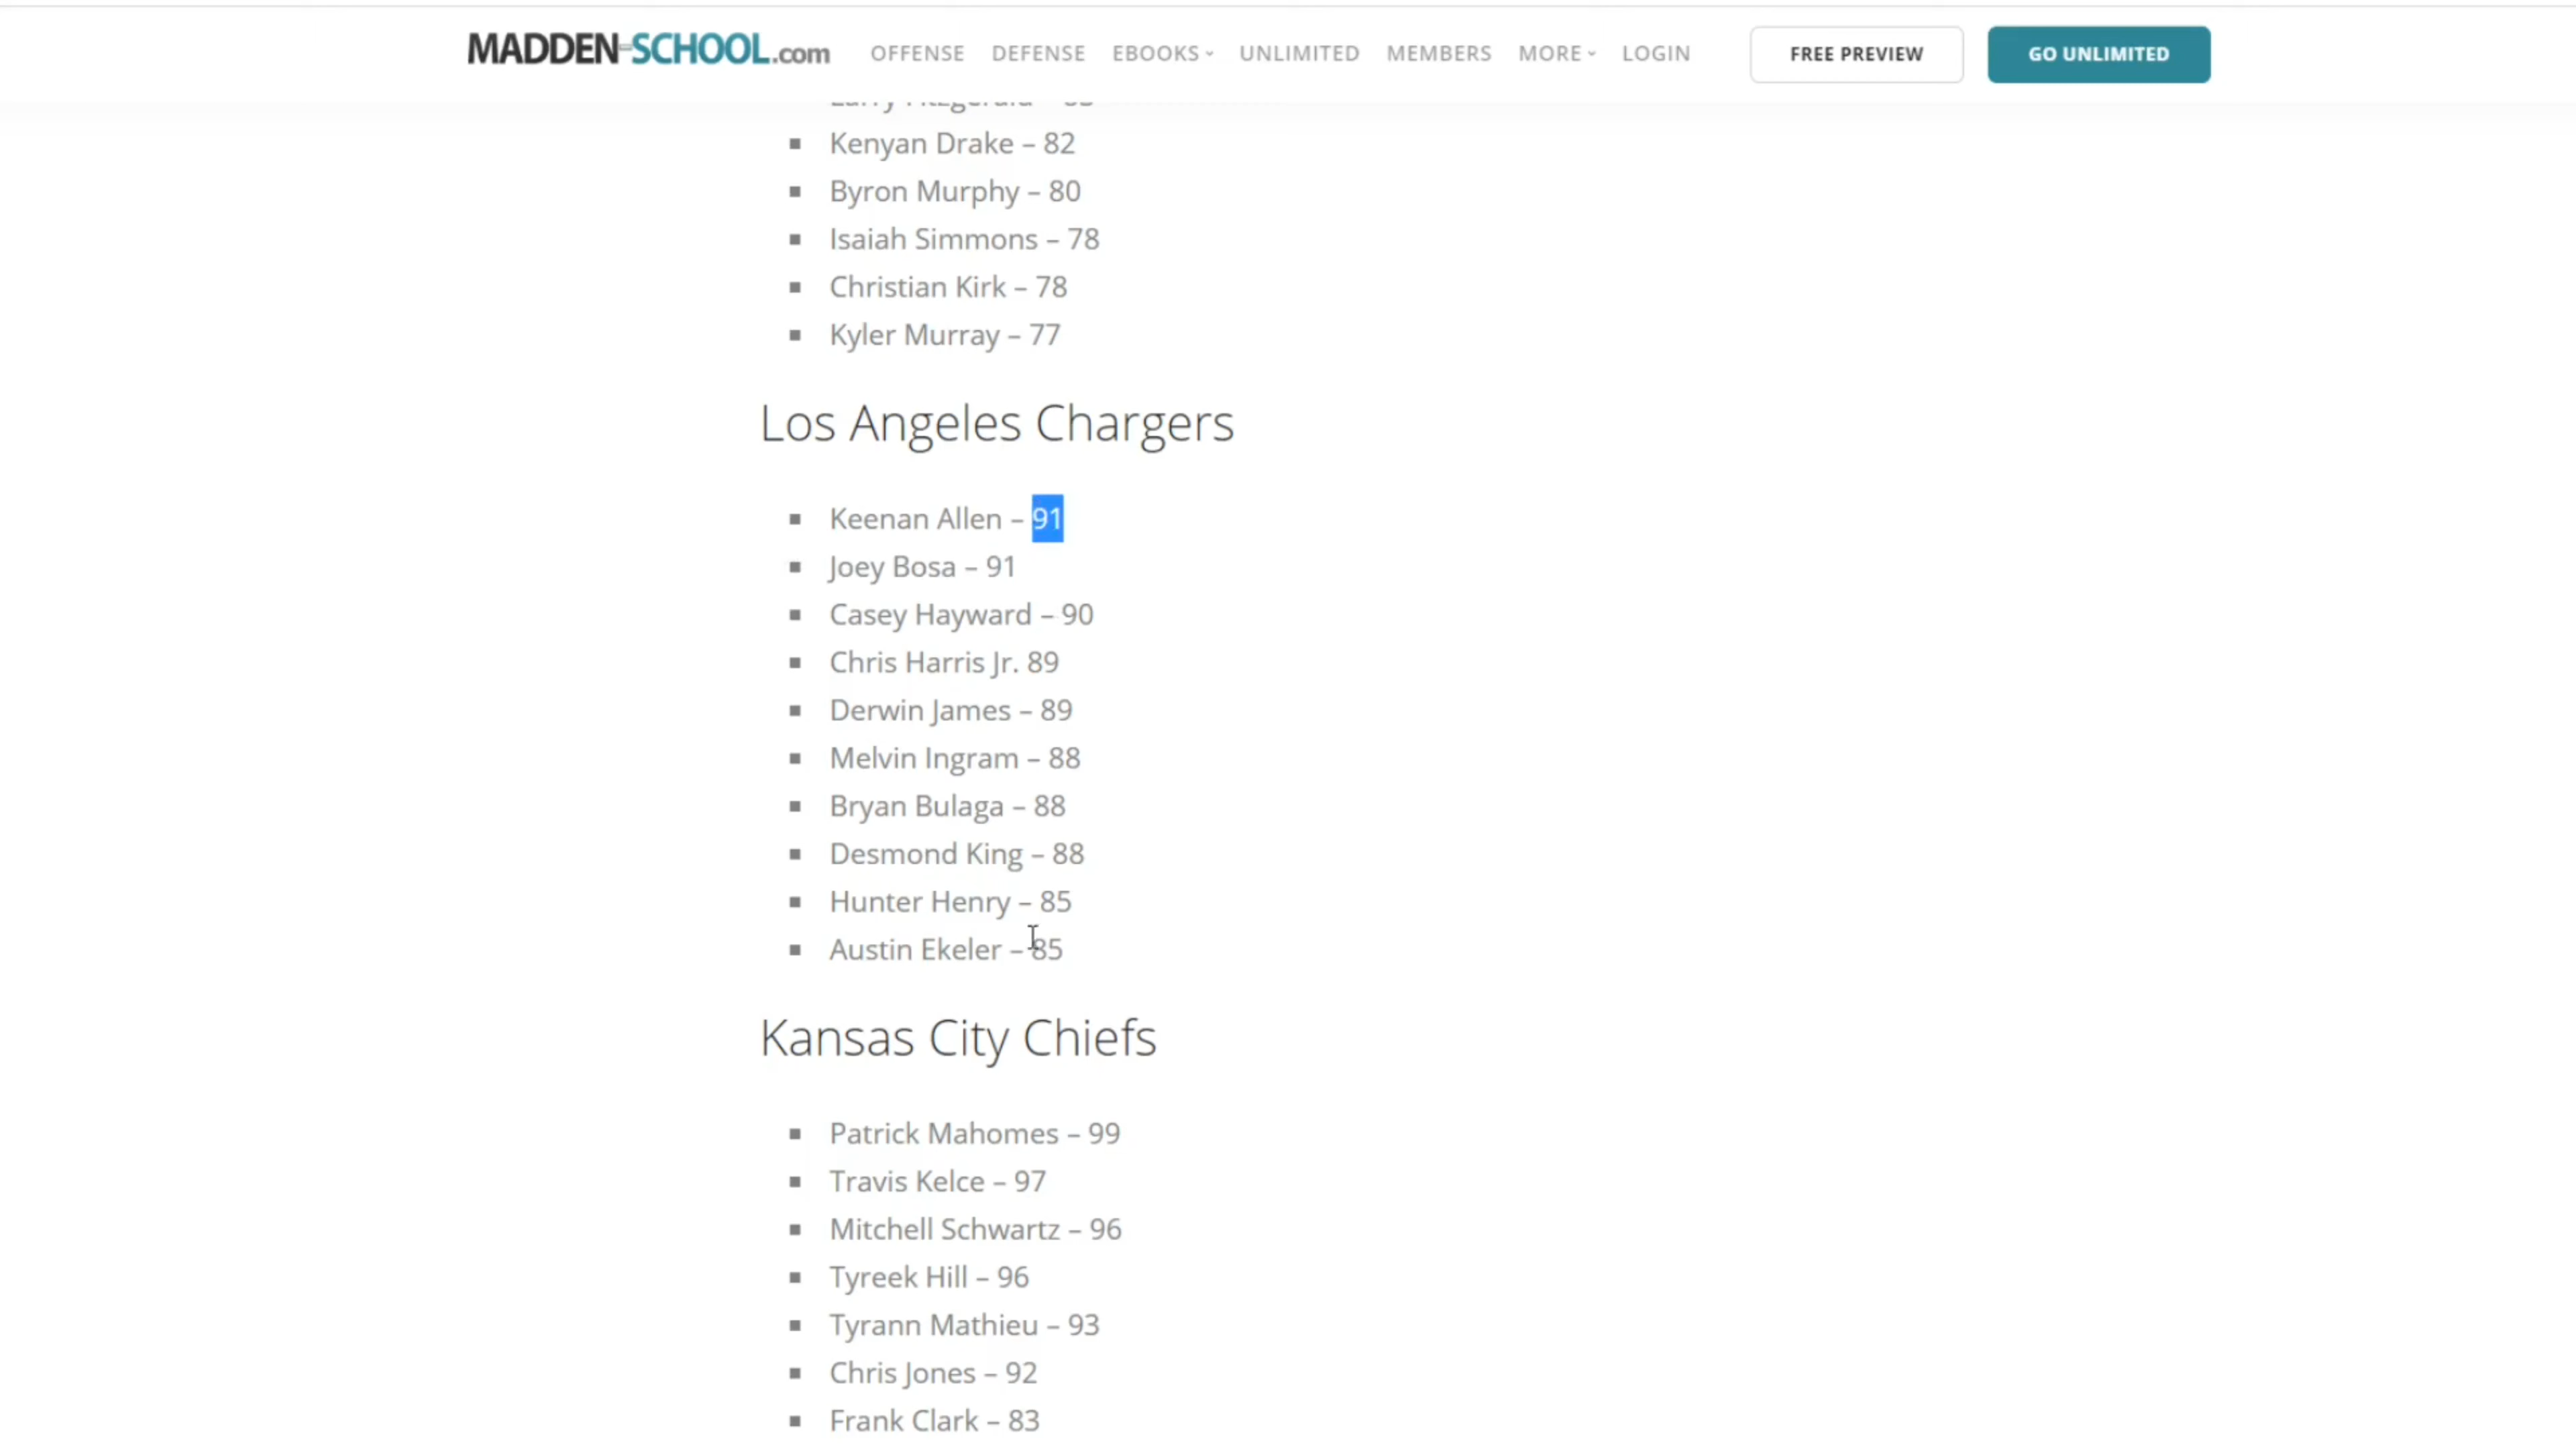 MADDEN-SCHOOL.com OFFENSE DEFENSE EBOOKS UNLIMITED MEMBERS MORE LOGIN FREE PREVIEW GO UNLIMITED
Larry Fitzgerald – 83
Kenyan Drake – 82
Byron Murphy – 80
Isaiah Simmons – 78
Christian Kirk – 78
Kyler Murray – 77
Los Angeles Chargers
Keenan Allen – 91
Joey Bosa – 91
Casey Hayward – 90
Chris Harris Jr. 89
Derwin James – 89
Melvin Ingram – 88
Bryan Bulaga – 88
Desmond King – 88
Hunter Henry – 85
Austin Ekeler – 85
Kansas City Chiefs
Patrick Mahomes – 99
Travis Kelce – 97
Mitchell Schwartz – 96
Tyreek Hill – 96
Tyrann Mathieu – 93
Chris Jones – 92
Frank Clark – 83